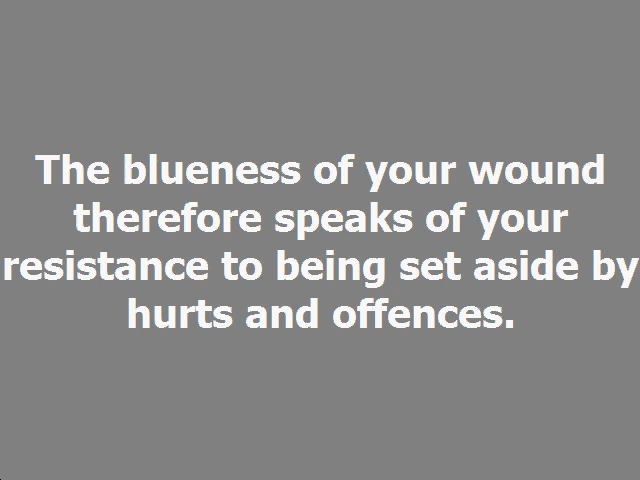 The blueness of your wound
therefore speaks of your
resistance to being set aside by
hurts and offences.